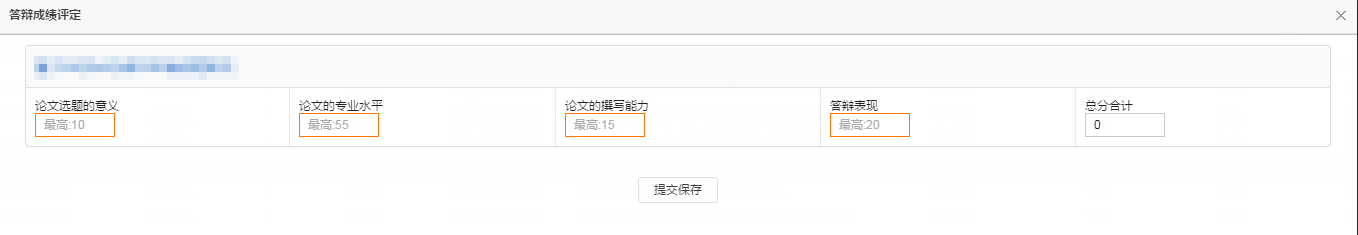 答辩成绩评定
论文选题的意义
最高:10
论文的专业水平
最高:55
论文的撰写能力
最高:15
答辩表现
最高:20
总分合计
0
提交保存